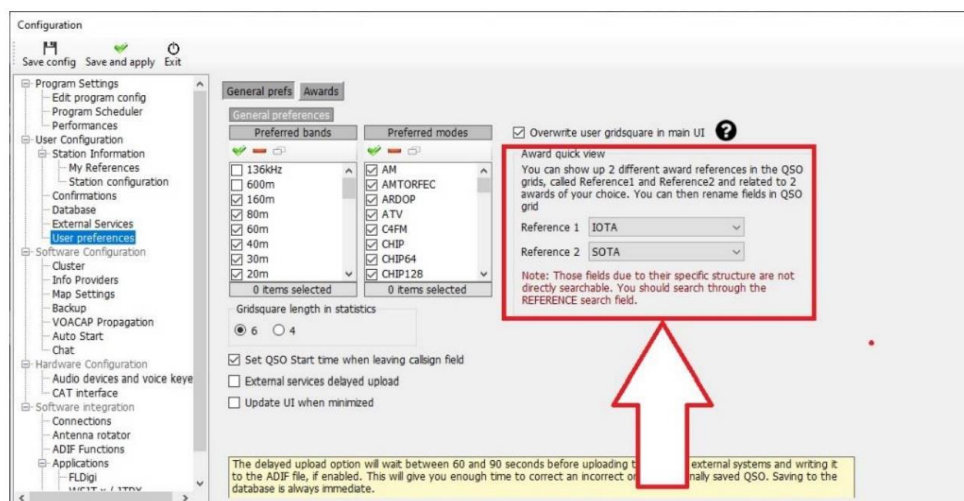 Configuration
Save config Save and apply Exit
Program Settings
Edit program config
Program Scheduler
Performances
User Configuration
Station Information
My References
Station configuration
Confirmations
Database
External Services
User preferences
Software Configuration
Cluster
Info Providers
Map Settings
Backup
VOACAP Propagation
Auto Start
Chat
Hardware Configuration
Audio devices and voice keye
CAT interface
Software integration
Connections
Antenna rotator
ADIF Functions
Applications
FLDigi
General prefs Awards
General preferences
Preferred bands
136kHz
600m
160m
80m
60m
40m
30m
20m
0 items selected
Preferred modes
AM
AMTORFEC
ARDOP
ATV
C4FM
CHIP
CHIP64
CHIP128
0 items selected
Gridsquare length in statistics
6 4
Set QSO Start time when leaving callsign field
External services delayed upload
Update UI when minimized
Overwrite user gridsquare in main UI ?
Award quick view
You can show up 2 different award references in the QSO
grids, called Reference1 and Reference2 and related to 2
awards of your choice. You can then rename fields in QSO
grid
Reference 1 IOTA
Reference 2 SOTA
Note: Those fields due to their specific structure are not
directly searchable. You should search through the
REFERENCE search field.
The delayed upload option will wait between 60 and 90 seconds before uploading external systems and writing it
to the ADIF file, if enabled. This will give you enough time to correct an incorrect saved QSO. Saving to the
database is always immediate.